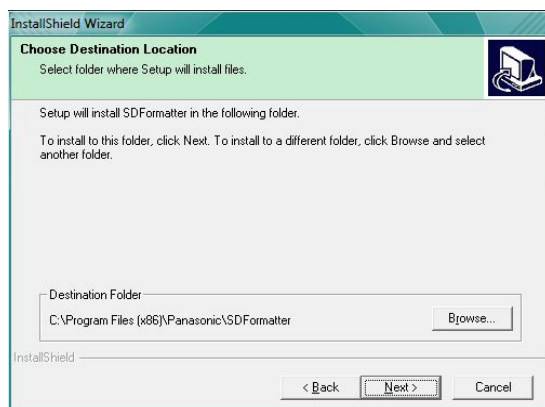 InstallShield Wizard
Choose Destination Location
Select folder where Setup will install files.
Setup will install SDFormatter in the following folder.
To install to this folder, click Next. To install to a different folder, click Browse and select
another folder.
Destination Folder
C:\Program Files (x86)\Panasonic\SDFormatter
Browse...
InstallShield
< Back
Next >
Cancel